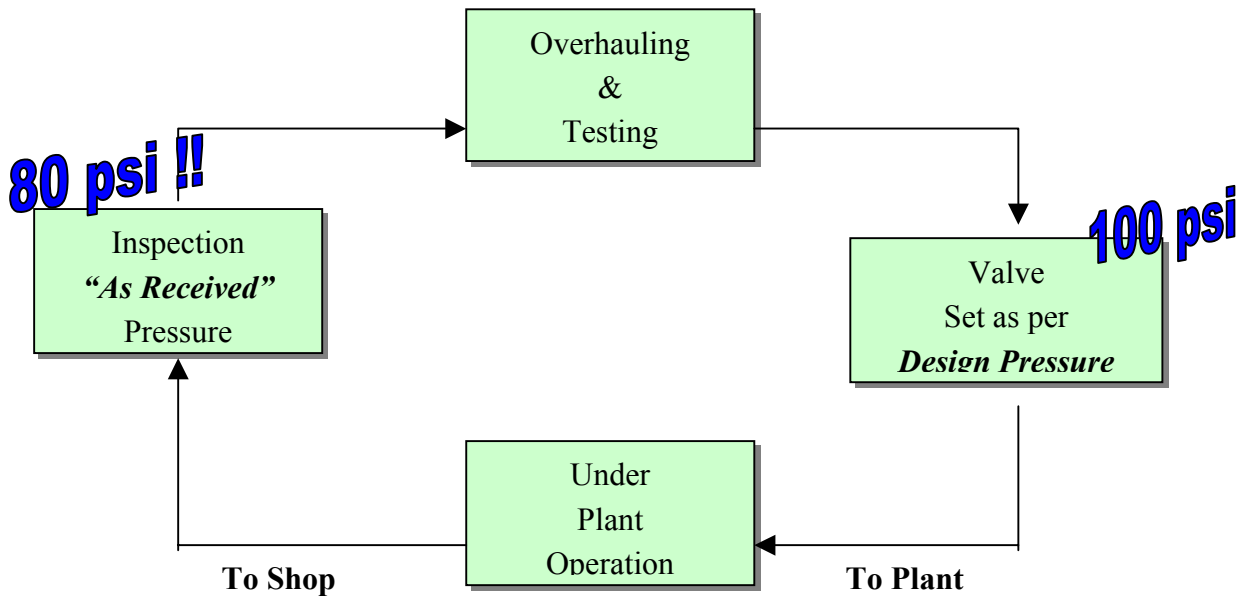 Overhauling
&
Testing
80 psi !!
100 psi
Inspection
“As Received”
Pressure
Valve
Set as per
Design Pressure
Under
Plant
Operation
To Shop
To Plant